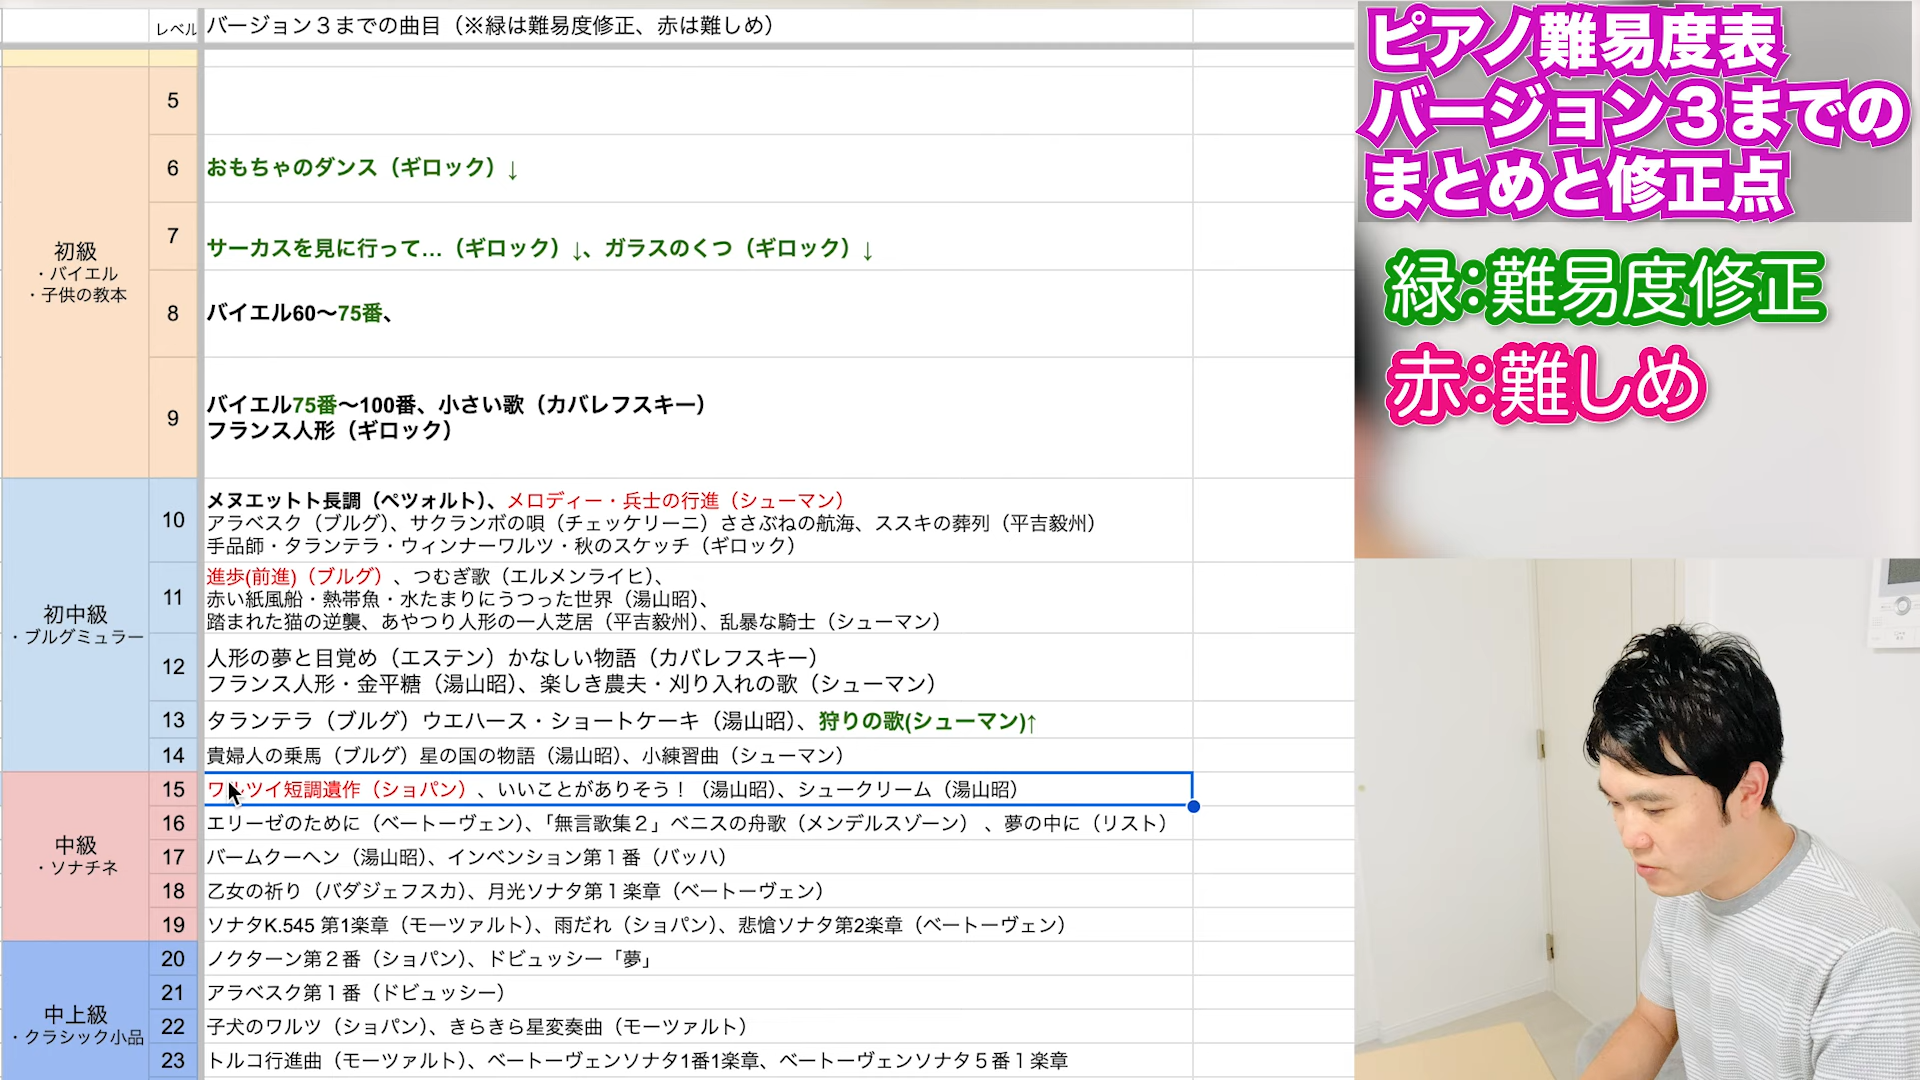 レベル バージョン３までの曲目（※緑は難易度修正、赤は難しめ）
初級
・バイエル
・子供の教本
5
6 おもちゃのダンス（ギロック）↓
7 サーカスを見に行って…（ギロック）↓、ガラスのくつ（ギロック）↓
8 バイエル60〜75番、
9 バイエル75番〜100番、小さい歌（カバレフスキー）
フランス人形（ギロック）
初中級
・ブルグミュラー
10 メヌエットト長調（ペツォルト）、メロディー・兵士の行進（シューマン）
アラベスク（ブルグ）、サクランボの唄（チェッケリーニ）ささぶねの航海、ススキの葬列（平吉毅州）
手品師・タランテラ・ウィンナーワルツ・秋のスケッチ（ギロック）
11 進歩(前進)（ブルグ）、つむぎ歌（エルメンライヒ）、
赤い紙風船・熱帯魚・水たまりにうつった世界（湯山昭）、
踏まれた猫の逆襲、あやつり人形の一人芝居（平吉毅州）、乱暴な騎士（シューマン）
12 人形の夢と目覚め（エステン）かなしい物語（カバレフスキー）
フランス人形・金平糖（湯山昭）、楽しき農夫・刈り入れの歌（シューマン）
13 タランテラ（ブルグ）ウエハース・ショートケーキ（湯山昭）、狩りの歌(シューマン)↑
14 貴婦人の乗馬（ブルグ）星の国の物語（湯山昭）、小練習曲（シューマン）
中級
・ソナチネ
15 ワルツイ短調遺作（ショパン）、いいことがありそう！（湯山昭）、シュークリーム（湯山昭）
16 エリーゼのために（ベートーヴェン）、「無言歌集２」ベニスの舟歌（メンデルスゾーン） 、夢の中に（リスト）
17 バームクーヘン（湯山昭）、インベンション第１番（バッハ）
18 乙女の祈り（バダジェフスカ）、月光ソナタ第１楽章（ベートーヴェン）
19 ソナタK.545 第1楽章（モーツァルト）、雨だれ（ショパン）、悲愴ソナタ第2楽章（ベートーヴェン）
中上級
・クラシック小品
20 ノクターン第２番（ショパン）、ドビュッシー「夢」
21 アラベスク第１番（ドビュッシー）
22 子犬のワルツ（ショパン）、きらきら星変奏曲（モーツァルト）
23 トルコ行進曲（モーツァルト）、ベートーヴェンソナタ1番1楽章、ベートーヴェンソナタ５番１楽章
ピアノ難易度表
バージョン３までの
まとめと修正点
緑：難易度修正
赤：難しめ